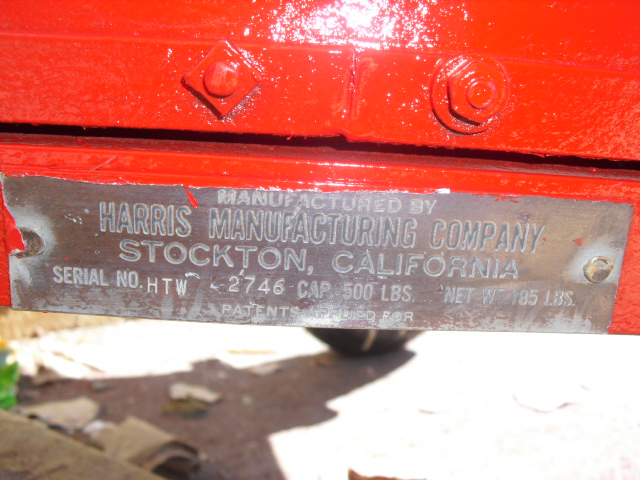 MANUFACTURED BY
HARRIS MANUFACTURING COMPANY
STOCKTON, CALIFORNIA
SERIAL NO. HTW - 2746 CAP. 500 LBS. NET WT. 185 LBS.
PATENTS APPLIED FOR